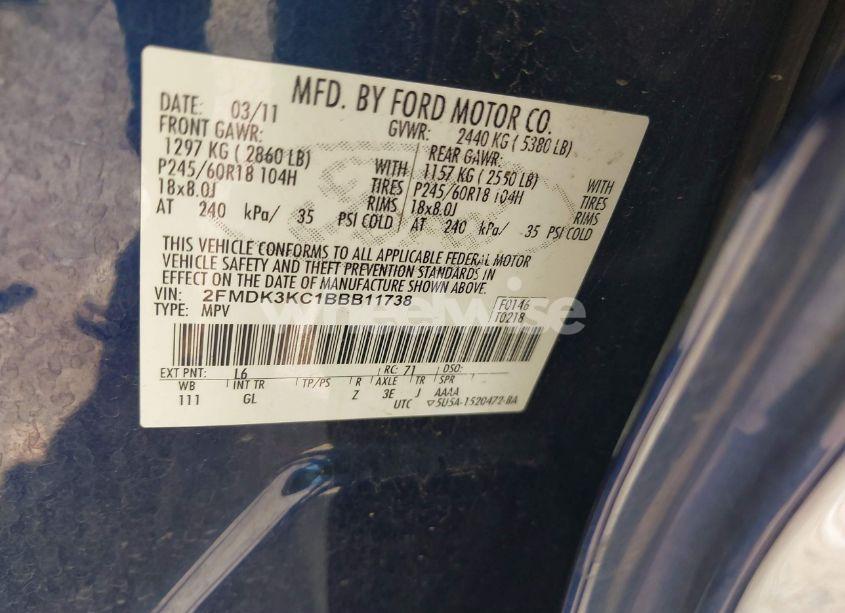 MFD. BY FORD MOTOR CO.
DATE: 03/11 GVWR: 2440 KG ( 5380 LB)
FRONT GAWR: REAR GAWR:
1297 KG ( 2860 LB) WITH 1157 KG ( 2550 LB) WITH
P245/60R18 104H TIRES P245/60R18 104H TIRES
18x8.0J RIMS 18x8.0J RIMS
AT 240 kPa/ 35 PSI COLD AT 240 kPa/ 35 PSI COLD
THIS VEHICLE CONFORMS TO ALL APPLICABLE FEDERAL MOTOR
VEHICLE SAFETY AND THEFT PREVENTION STANDARDS IN
EFFECT ON THE DATE OF MANUFACTURE SHOWN ABOVE.
VIN: 2FMDK3KC1BBB11738 F0146
TYPE: MPV T0218
wheelwise
EXT PNT: L6 RC: 71 DSO:
WB INT TR TP/PS R AXLE TR SPR
111 GL Z 3E J AAAA
UTC ▽5U5A-1520472-BA